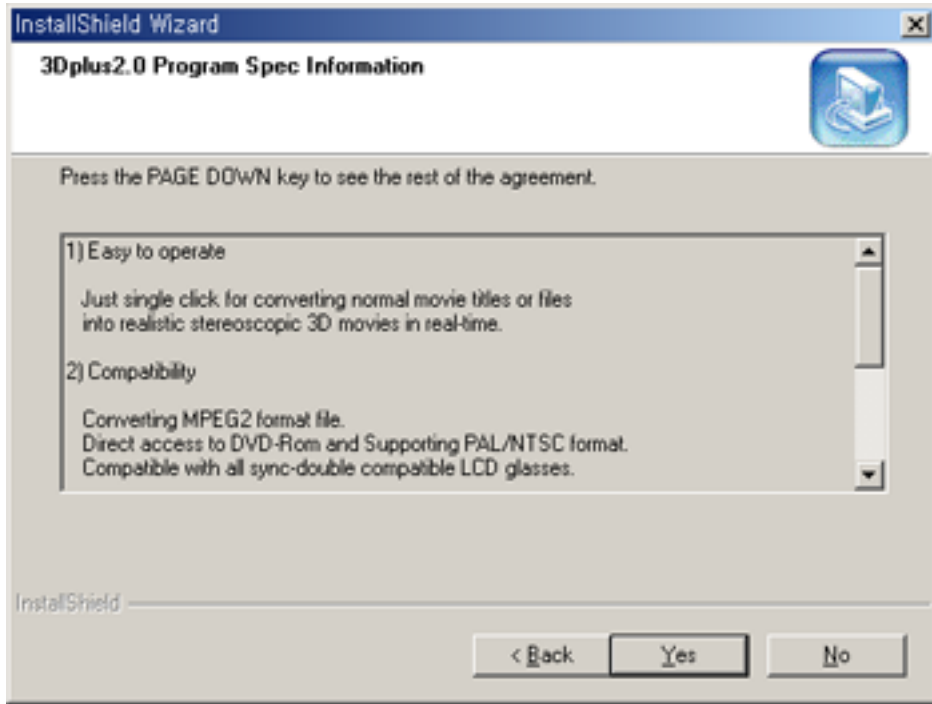 InstallShield Wizard
3Dplus2.0 Program Spec Information
Press the PAGE DOWN key to see the rest of the agreement.
1) Easy to operate
Just single click for converting normal movie titles or files
into realistic stereoscopic 3D movies in real-time.
2) Compatibility
Converting MPEG2 format file.
Direct access to DVD-Rom and Supporting PAL/NTSC format.
Compatible with all sync-double compatible LCD glasses.
InstallShield
< Back Yes No